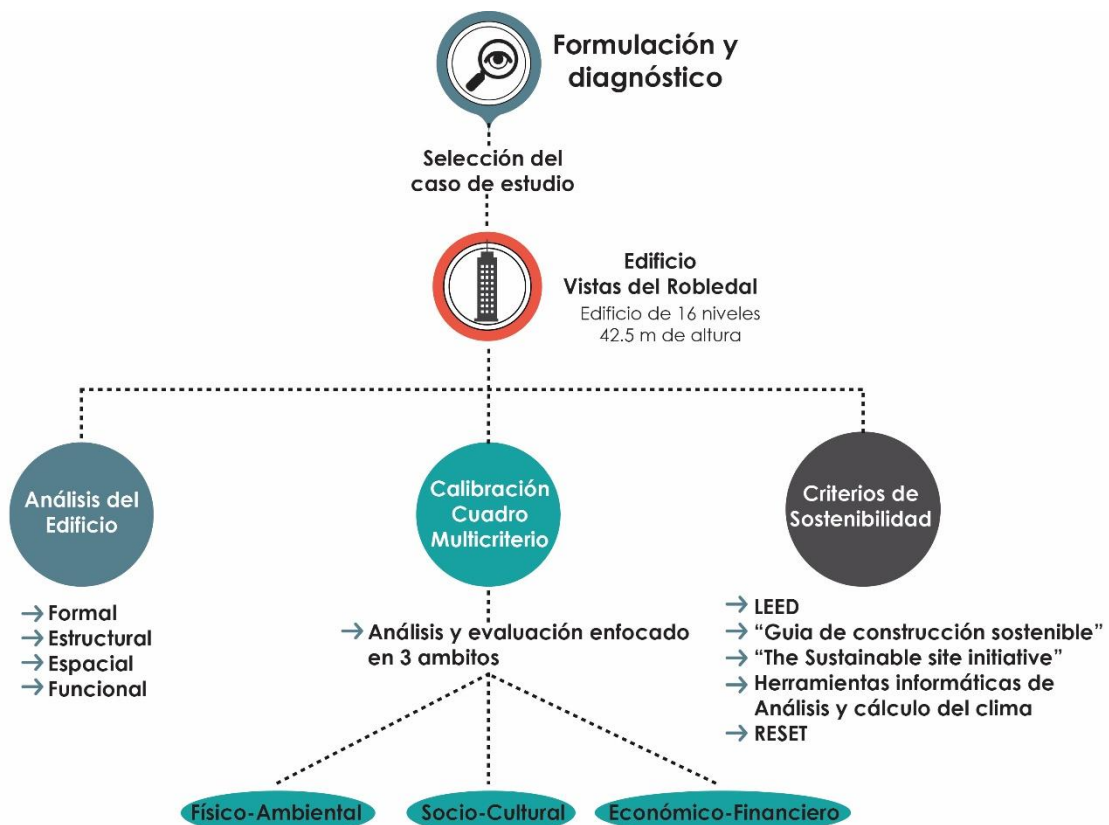 Formulación y
diagnóstico
Selección del
caso de estudio
Edificio
Vistas del Robledal
Edificio de 16 niveles
42.5 m de altura
Análisis del
Edificio
→ Formal
→ Estructural
→ Espacial
→ Funcional
Calibración
Cuadro
Multicriterio
→ Análisis y evaluación enfocado
en 3 ambitos
Físico-Ambiental
Socio-Cultural
Económico-Financiero
Criterios de
Sostenibilidad
→ LEED
→ “Guia de construcción sostenible”
→ “The Sustainable site initiative”
→ Herramientas informáticas de
Análisis y cálculo del clima
→ RESET